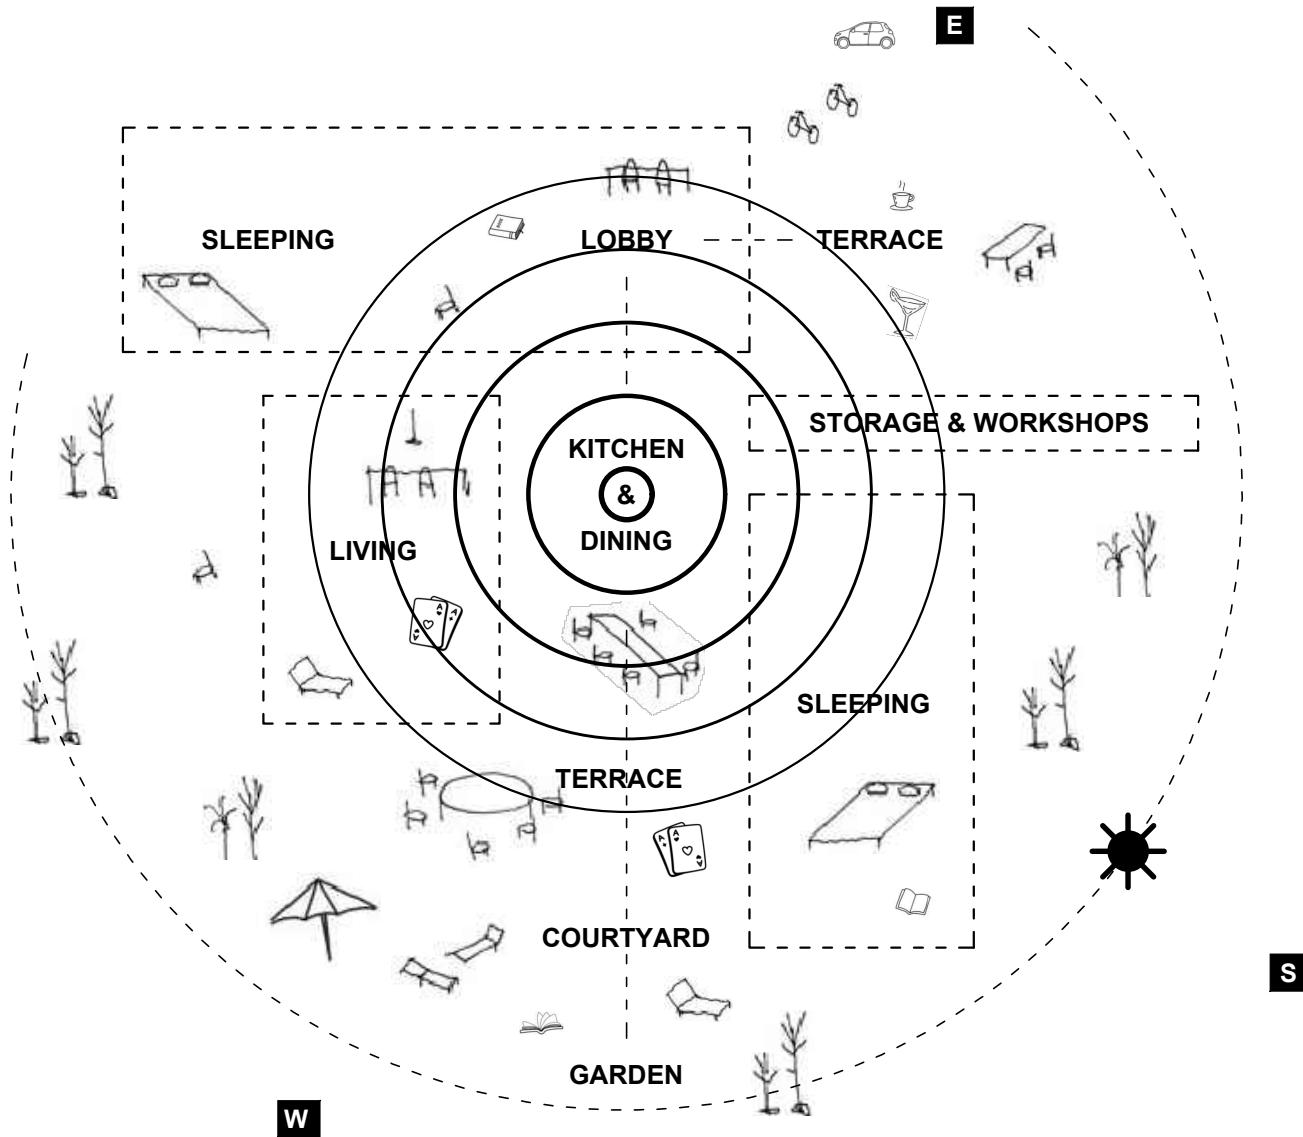 E
SLEEPING
LOBBY
TERRACE
STORAGE & WORKSHOPS
KITCHEN
&
DINING
LIVING
A
A
A
SLEEPING
TERRACE
A
A
A
COURTYARD
S
GARDEN
W